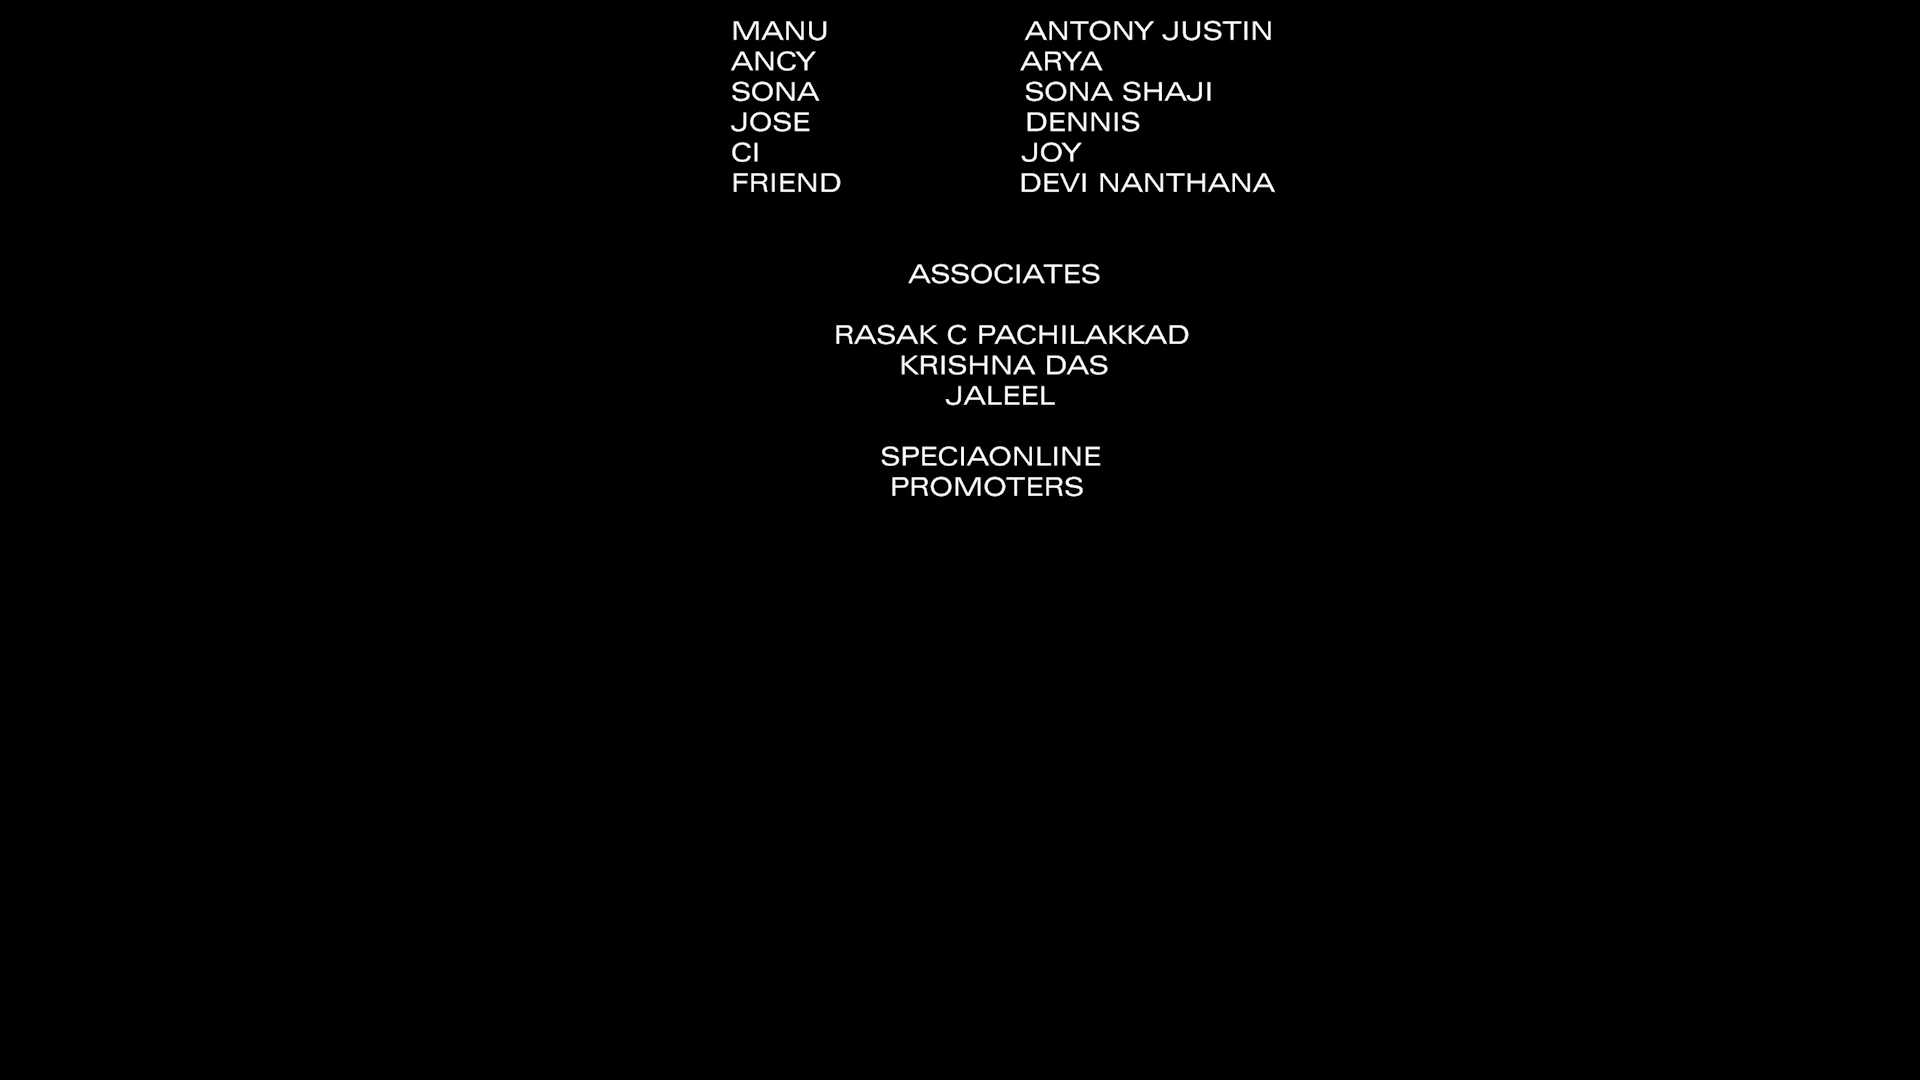 MANU ANTONY JUSTIN
ANCY ARYA
SONA SONA SHAJI
JOSE DENNIS
CI JOY
FRIEND DEVI NANTHANA
ASSOCIATES
RASAK C PACHILAKKAD
KRISHNA DAS
JALEEL
SPECIAONLINE
PROMOTERS